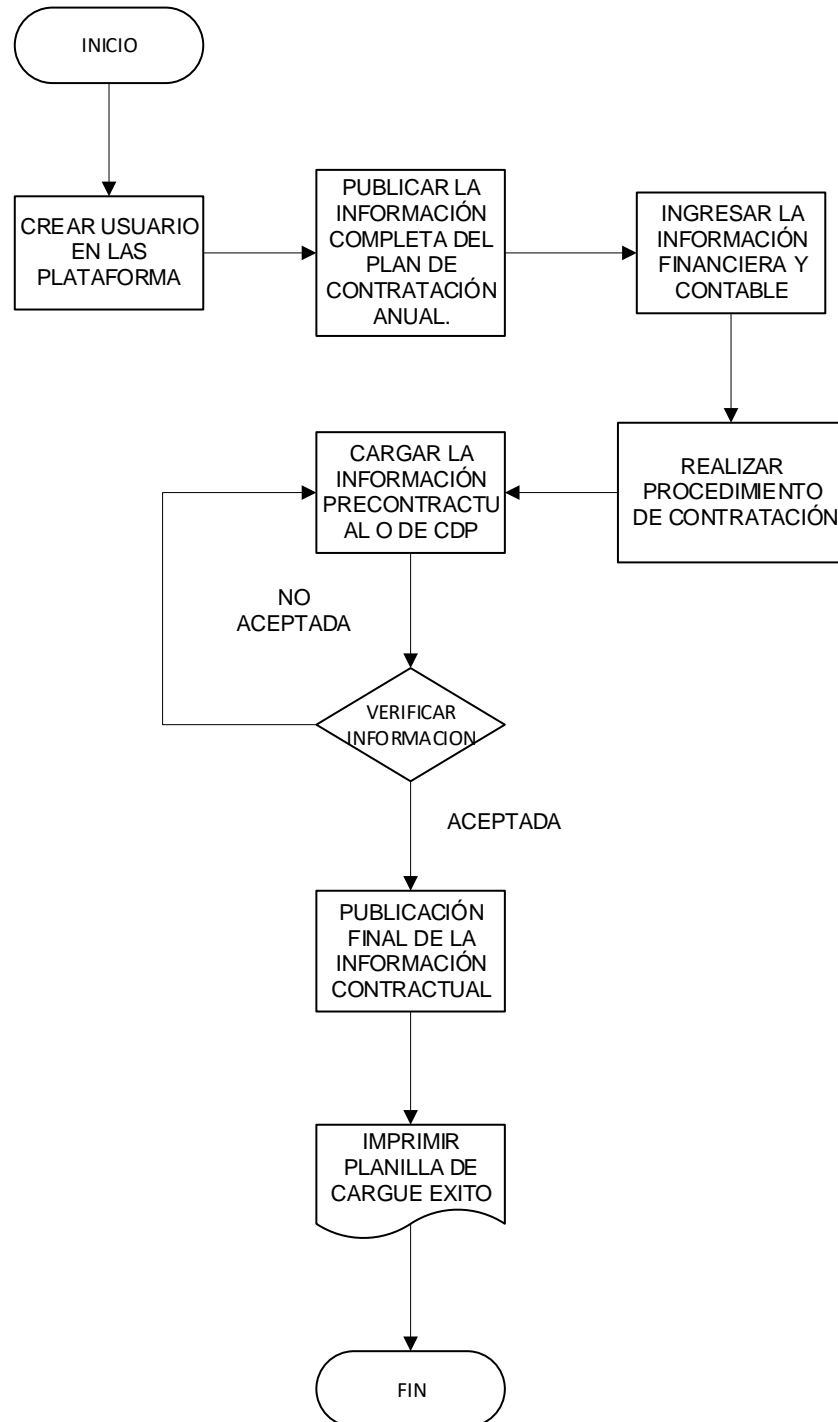 INICIO
CREAR USUARIO
EN LAS
PLATAFORMA
PUBLICAR LA
INFORMACIÓN
COMPLETA DEL
PLAN DE
CONTRATACIÓN
ANUAL.
INGRESAR LA
INFORMACIÓN
FINANCIERA Y
CONTABLE
REALIZAR
PROCEDIMIENTO
DE CONTRATACIÓN
CARGAR LA
INFORMACIÓN
PRECONTRACTU
AL O DE CDP
NO
ACEPTADA
VERIFICAR
INFORMACION
ACEPTADA
PUBLICACIÓN
FINAL DE LA
INFORMACIÓN
CONTRACTUAL
IMPRIMIR
PLANILLA DE
CARGUE EXITO
FIN